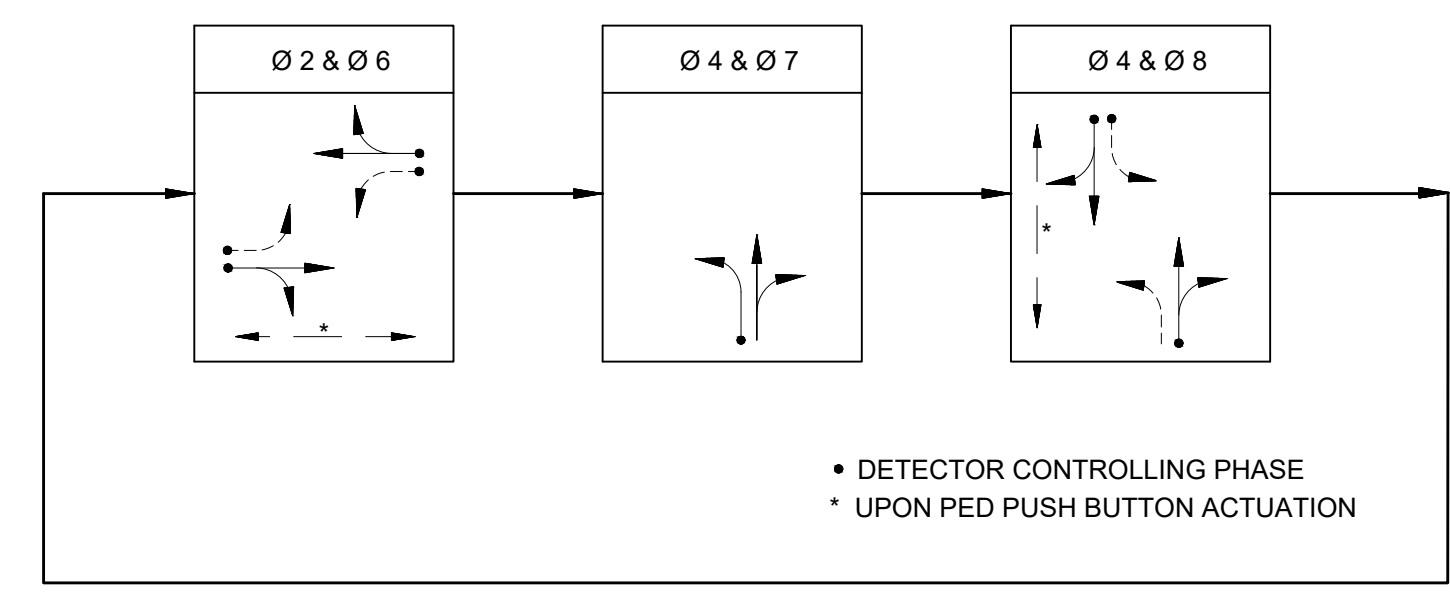 Ø 2 & Ø 6
Ø 4 & Ø 7
Ø 4 & Ø 8
*
*
• DETECTOR CONTROLLING PHASE
* UPON PED PUSH BUTTON ACTUATION